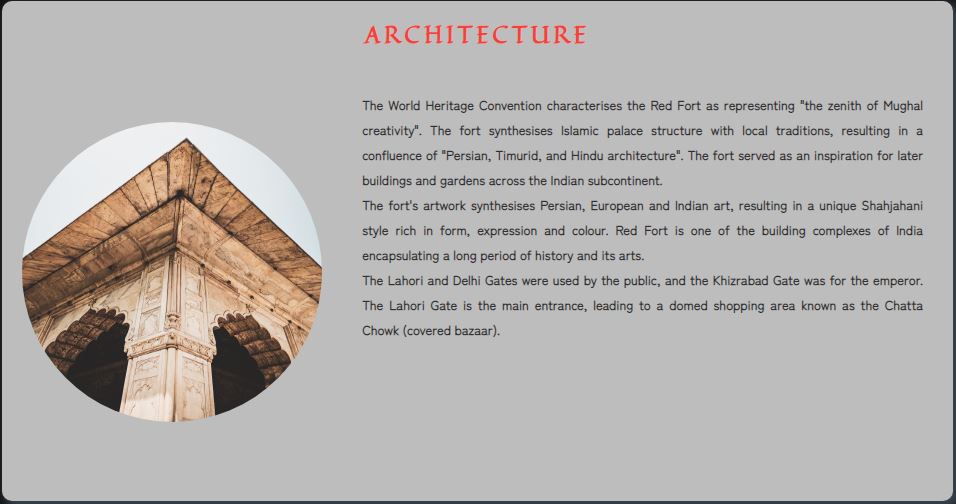 ARCHITECTURE
The World Heritage Convention characterises the Red Fort as representing "the zenith of Mughal
creativity". The fort synthesises Islamic palace structure with local traditions, resulting in a
confluence of "Persian, Timurid, and Hindu architecture". The fort served as an inspiration for later
buildings and gardens across the Indian subcontinent.
The fort's artwork synthesises Persian, European and Indian art, resulting in a unique Shahjahani
style rich in form, expression and colour. Red Fort is one of the building complexes of India
encapsulating a long period of history and its arts.
The Lahori and Delhi Gates were used by the public, and the Khizrabad Gate was for the emperor.
The Lahori Gate is the main entrance, leading to a domed shopping area known as the Chatta
Chowk (covered bazaar).